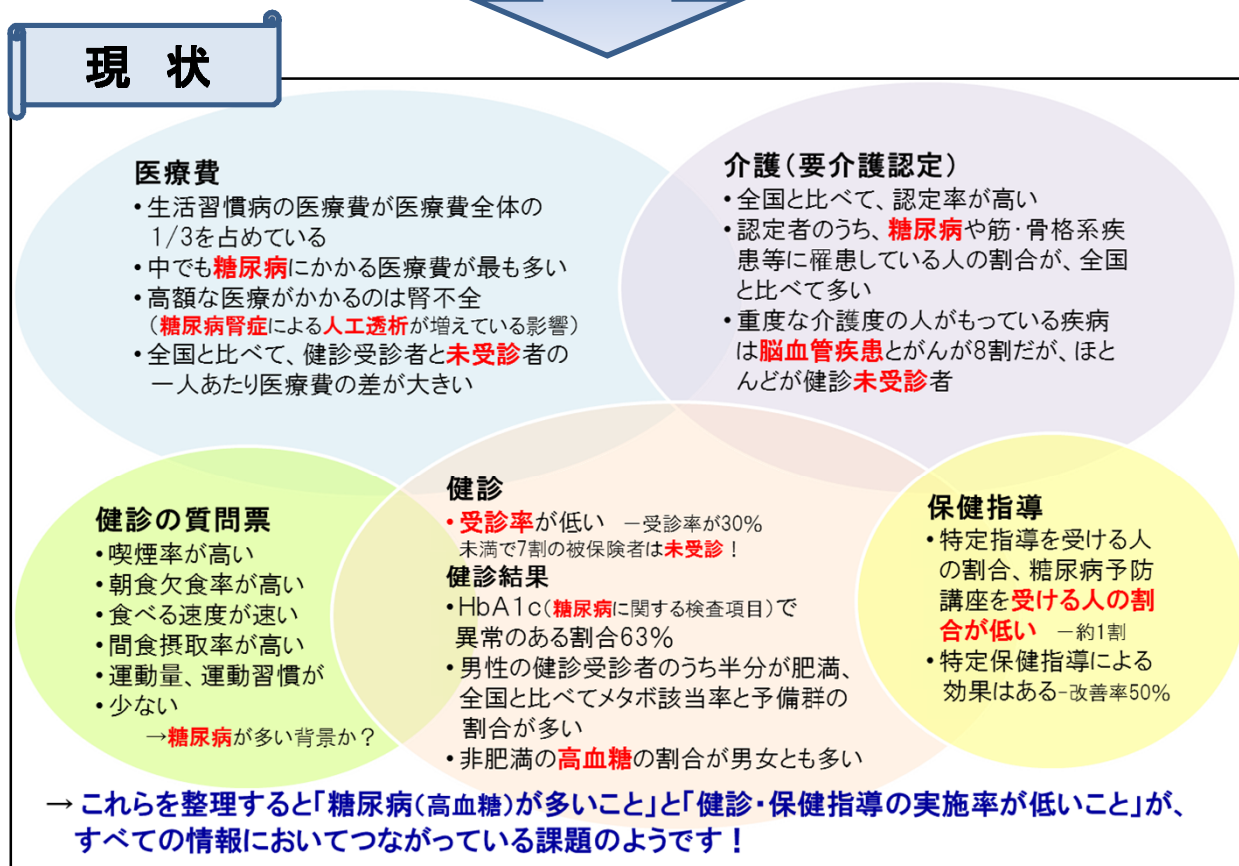 現 状
医療費
・生活習慣病の医療費が医療費全体の
1/3を占めている
・中でも糖尿病にかかる医療費が最も多い
・高額な医療がかかるのは腎不全
（糖尿病腎症による人工透析が増えている影響）
・全国と比べて、健診受診者と未受診者の
一人あたり医療費の差が大きい
介護（要介護認定）
・全国と比べて、認定率が高い
・認定者のうち、糖尿病や筋・骨格系疾
患等に罹患している人の割合が、全国
と比べて多い
・重度な介護度の人がもっている疾病
は脳血管疾患とがんが8割だが、ほと
んどが健診未受診者
健診の質問票
・喫煙率が高い
・朝食欠食率が高い
・食べる速度が速い
・間食摂取率が高い
・運動量、運動習慣が
・少ない
→糖尿病が多い背景か？
健診
・受診率が低い －受診率が30%
未満で7割の被保険者は未受診！
健診結果
・HbA1c（糖尿病に関する検査項目）で
異常のある割合63%
・男性の健診受診者のうち半分が肥満、
全国と比べてメタボ該当率と予備群の
割合が多い
・非肥満の高血糖の割合が男女とも多い
保健指導
・特定指導を受ける人
の割合、糖尿病予防
講座を受ける人の割
合が低い －約1割
・特定保健指導による
効果はある-改善率50%
→ これらを整理すると「糖尿病（高血糖）が多いこと」と「健診・保健指導の実施率が低いこと」が、
すべての情報においてつながっている課題のようです！